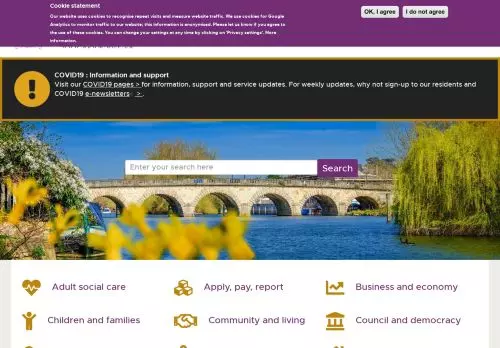 Cookie statement
Our website uses cookies to recognise repeat visits and measure website traffic. We use cookies for Google
Analytics to monitor traffic to our website; this information is anonymised. Please let us know if you agree to
the use of these cookies. You can change your settings at any time by clicking on 'Privacy settings'. More
information.
OK, I agree
I do not agree
COVID19 : Information and support
Visit our COVID19 pages > for information, support and service updates. For weekly updates, why not sign-up to our residents and
COVID19 e-newsletters > .
Enter your search here
Search
Adult social care
Apply, pay, report
Business and economy
Children and families
Community and living
Council and democracy